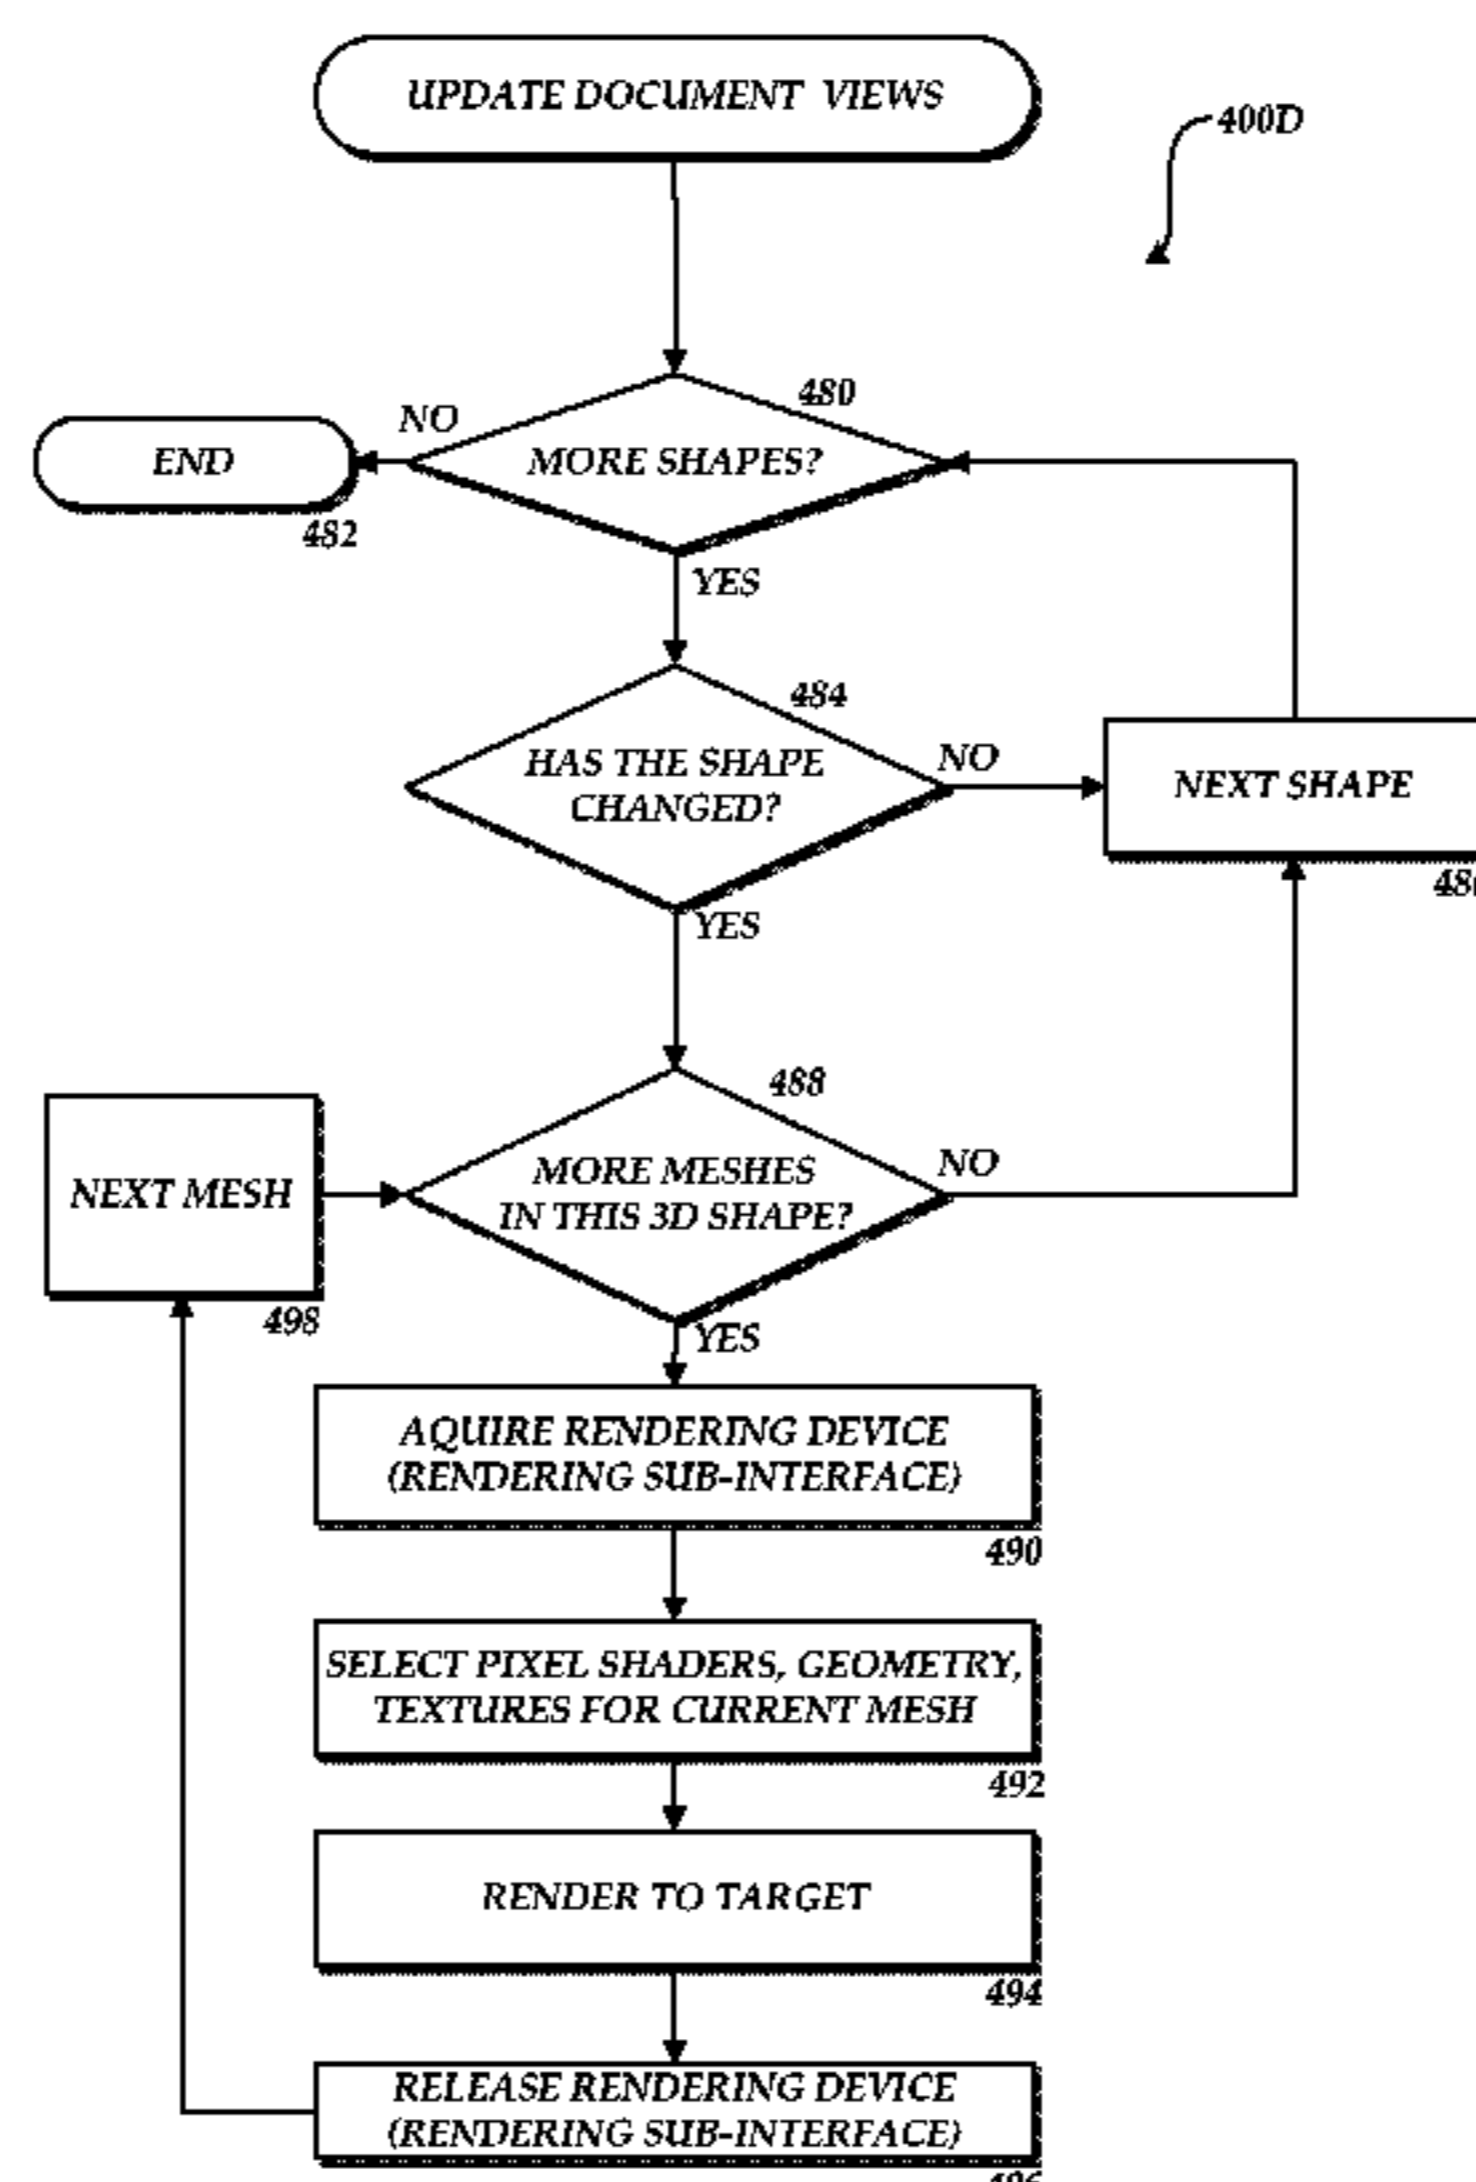 UPDATE DOCUMENT VIEWS
400D
480
NO
MORE SHAPES?
END
482
YES
484
HAS THE SHAPE
CHANGED?
NO
NEXT SHAPE
YES
488
MORE MESHES
IN THIS 3D SHAPE?
NO
NEXT MESH
498
YES
AQUIRE RENDERING DEVICE
(RENDERING SUB-INTERFACE)
490
SELECT PIXEL SHADERS, GEOMETRY,
TEXTURES FOR CURRENT MESH
492
RENDER TO TARGET
494
RELEASE RENDERING DEVICE
(RENDERING SUB-INTERFACE)